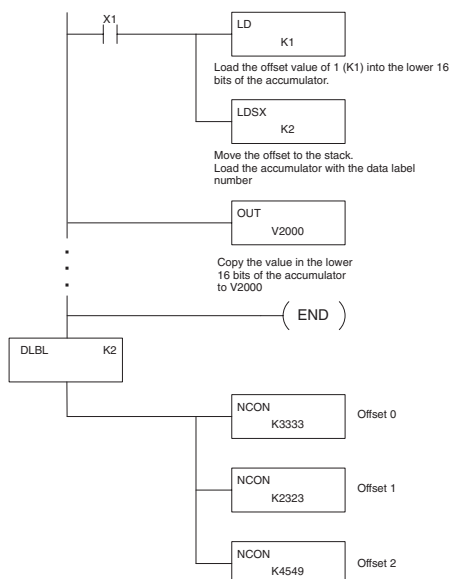 X1
LD
K1
Load the offset value of 1 (K1) into the lower 16
bits of the accumulator.
LDSX
K2
Move the offset to the stack.
Load the accumulator with the data label
number
OUT
V2000
Copy the value in the lower
16 bits of the accumulator
to V2000
END
DLBL K2
NCON
K3333
Offset 0
NCON
K2323
Offset 1
NCON
K4549
Offset 2